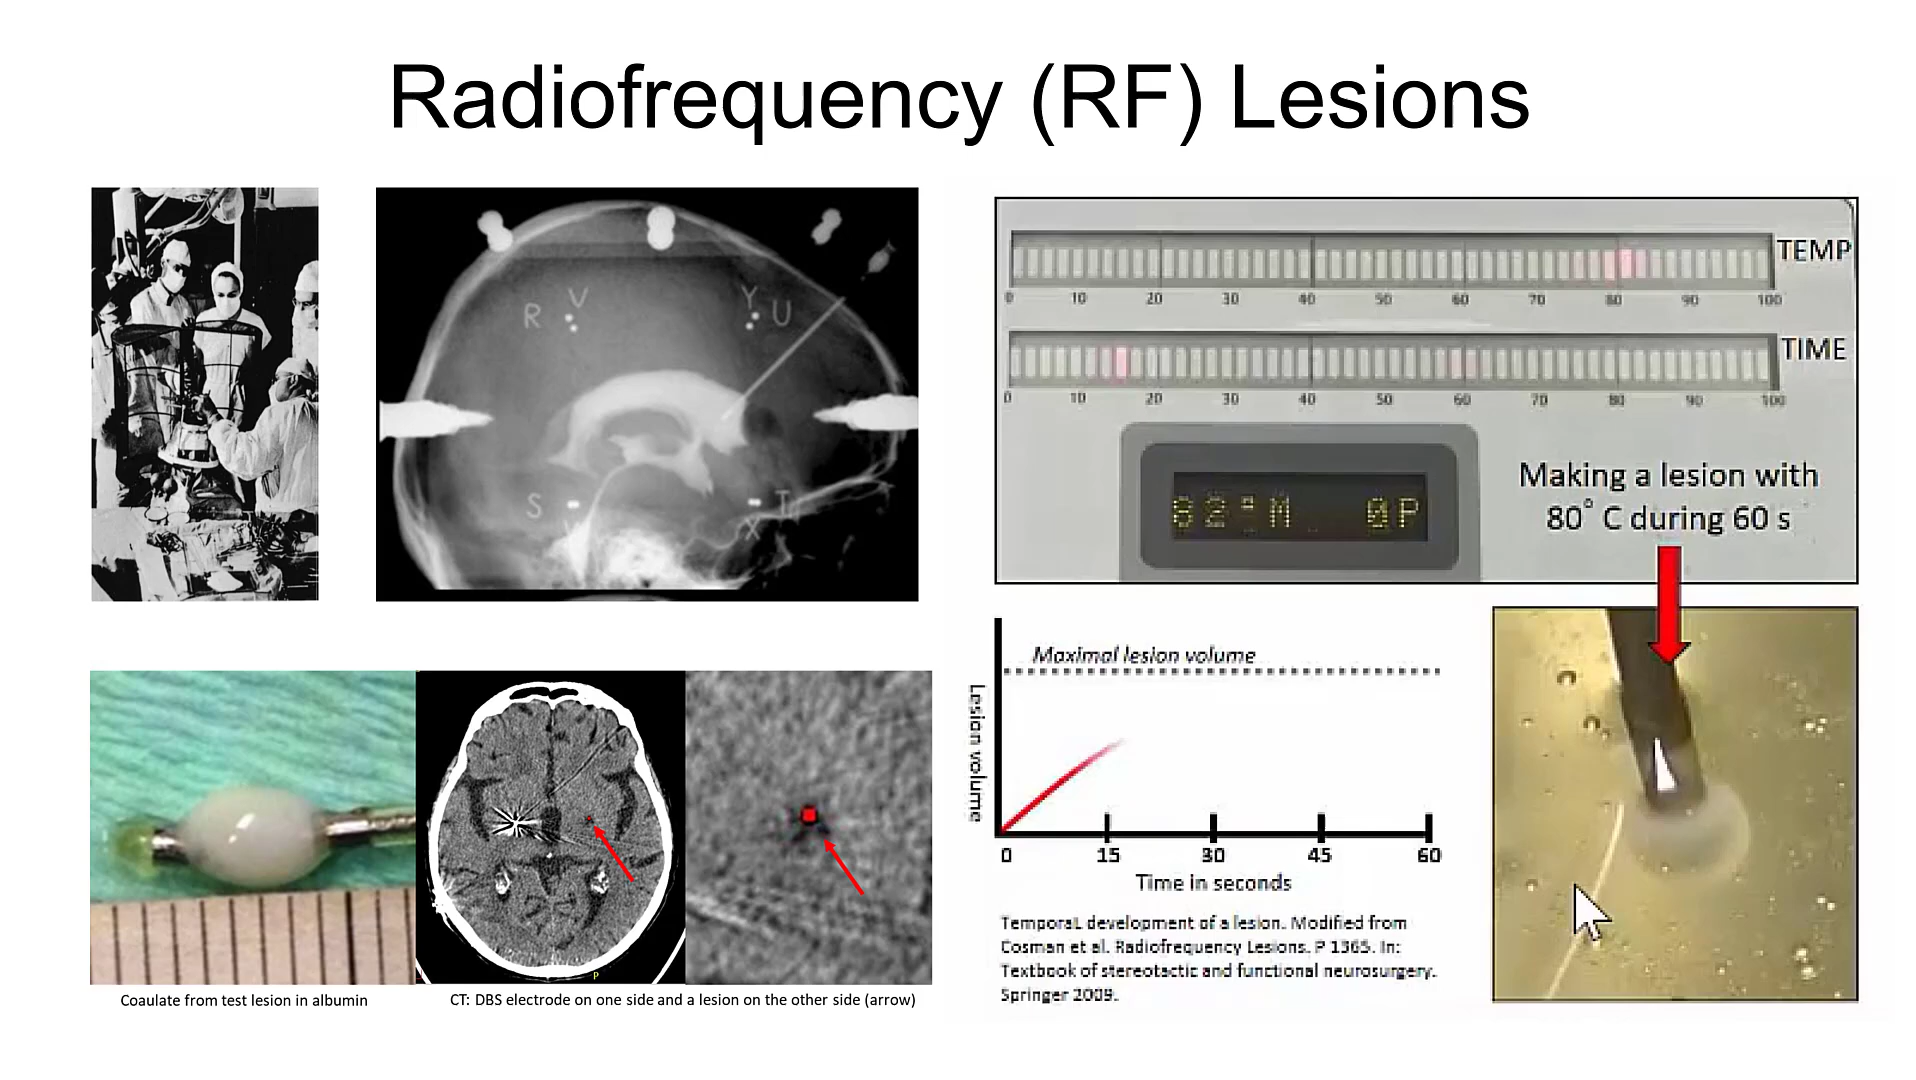 Radiofrequency (RF) Lesions
R
V
Y
U
S
T
X
TEMP
0 10 20 30 40 50 60 70 80 90 100
TIME
0 10 20 30 40 50 60 70 80 90 100
82°M 0P
Making a lesion with
80° C during 60 s
Maximal lesion volume
Lesion volume
0 15 30 45 60
Time in seconds
Temporal development of a lesion. Modified from
Cosman et al. Radiofrequency Lesions. P 1365. In:
Textbook of stereotactic and functional neurosurgery.
Springer 2009.
P
Coaulate from test lesion in albumin
CT: DBS electrode on one side and a lesion on the other side (arrow)